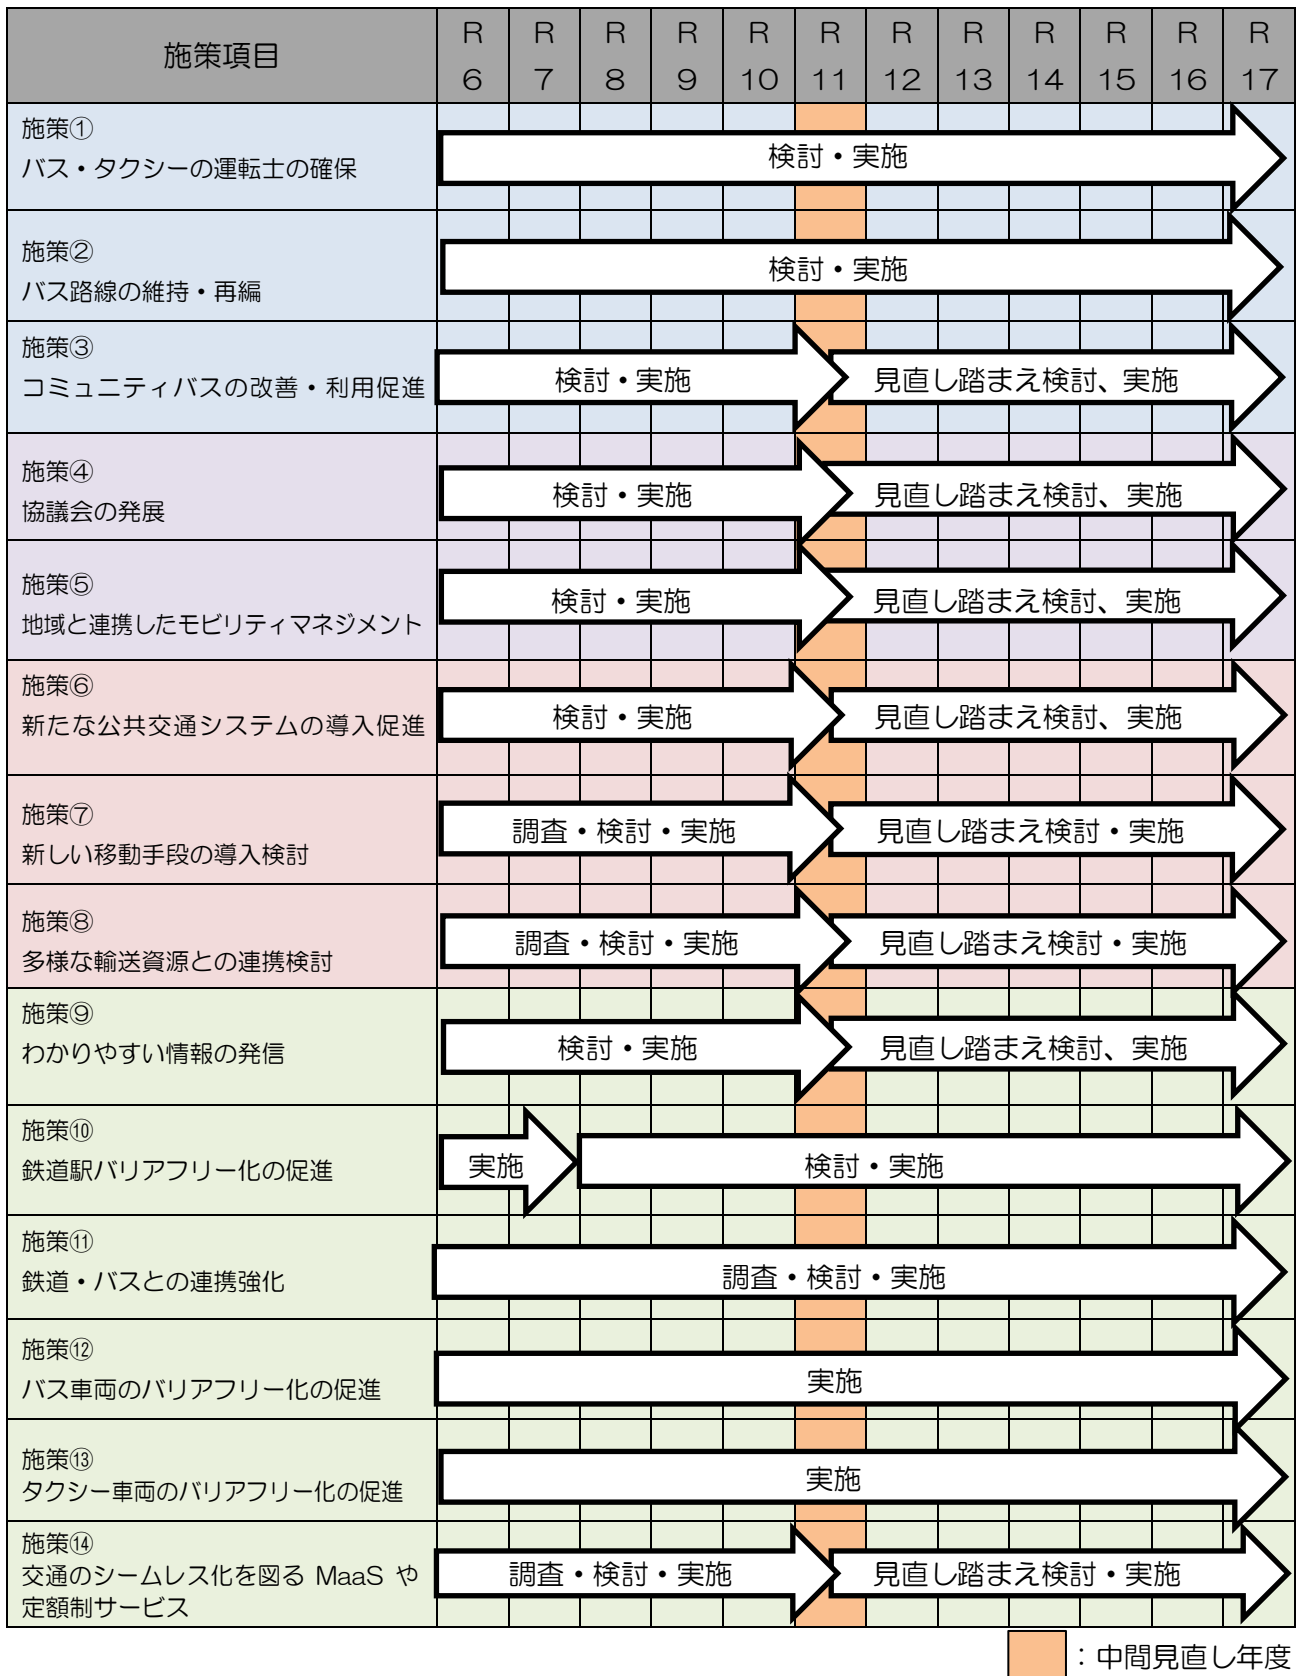 施策項目
R R R R R R R R R R R R
6 7 8 9 10 11 12 13 14 15 16 17
施策①
バス・タクシーの運転士の確保
検討・実施
施策②
バス路線の維持・再編
検討・実施
施策③
コミュニティバスの改善・利用促進
検討・実施 見直し踏まえ検討、実施
施策④
協議会の発展
検討・実施 見直し踏まえ検討、実施
施策⑤
地域と連携したモビリティマネジメント
検討・実施 見直し踏まえ検討、実施
施策⑥
新たな公共交通システムの導入促進
検討・実施 見直し踏まえ検討、実施
施策⑦
新しい移動手段の導入検討
調査・検討・実施 見直し踏まえ検討・実施
施策⑧
多様な輸送資源との連携検討
調査・検討・実施 見直し踏まえ検討・実施
施策⑨
わかりやすい情報の発信
検討・実施 見直し踏まえ検討、実施
施策⑩
鉄道駅バリアフリー化の促進
実施 検討・実施
施策⑪
鉄道・バスとの連携強化
調査・検討・実施
施策⑫
バス車両のバリアフリー化の促進
実施
施策⑬
タクシー車両のバリアフリー化の促進
実施
施策⑭
交通のシームレス化を図る MaaS や
定額制サービス
調査・検討・実施 見直し踏まえ検討・実施
：中間見直し年度